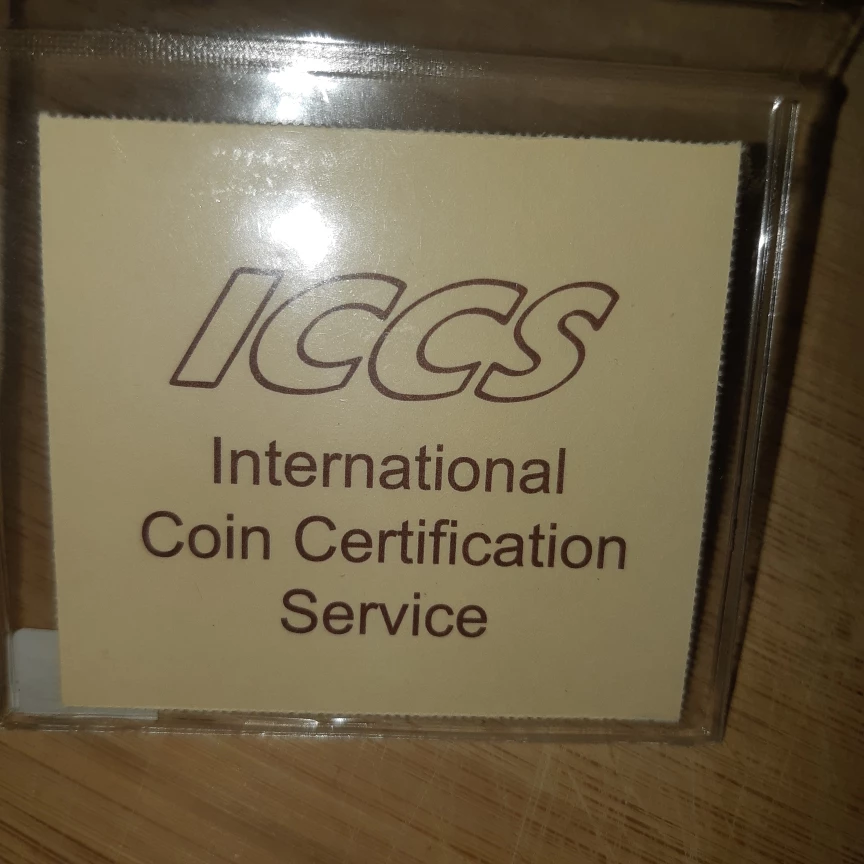 ICCS
International
Coin Certification
Service